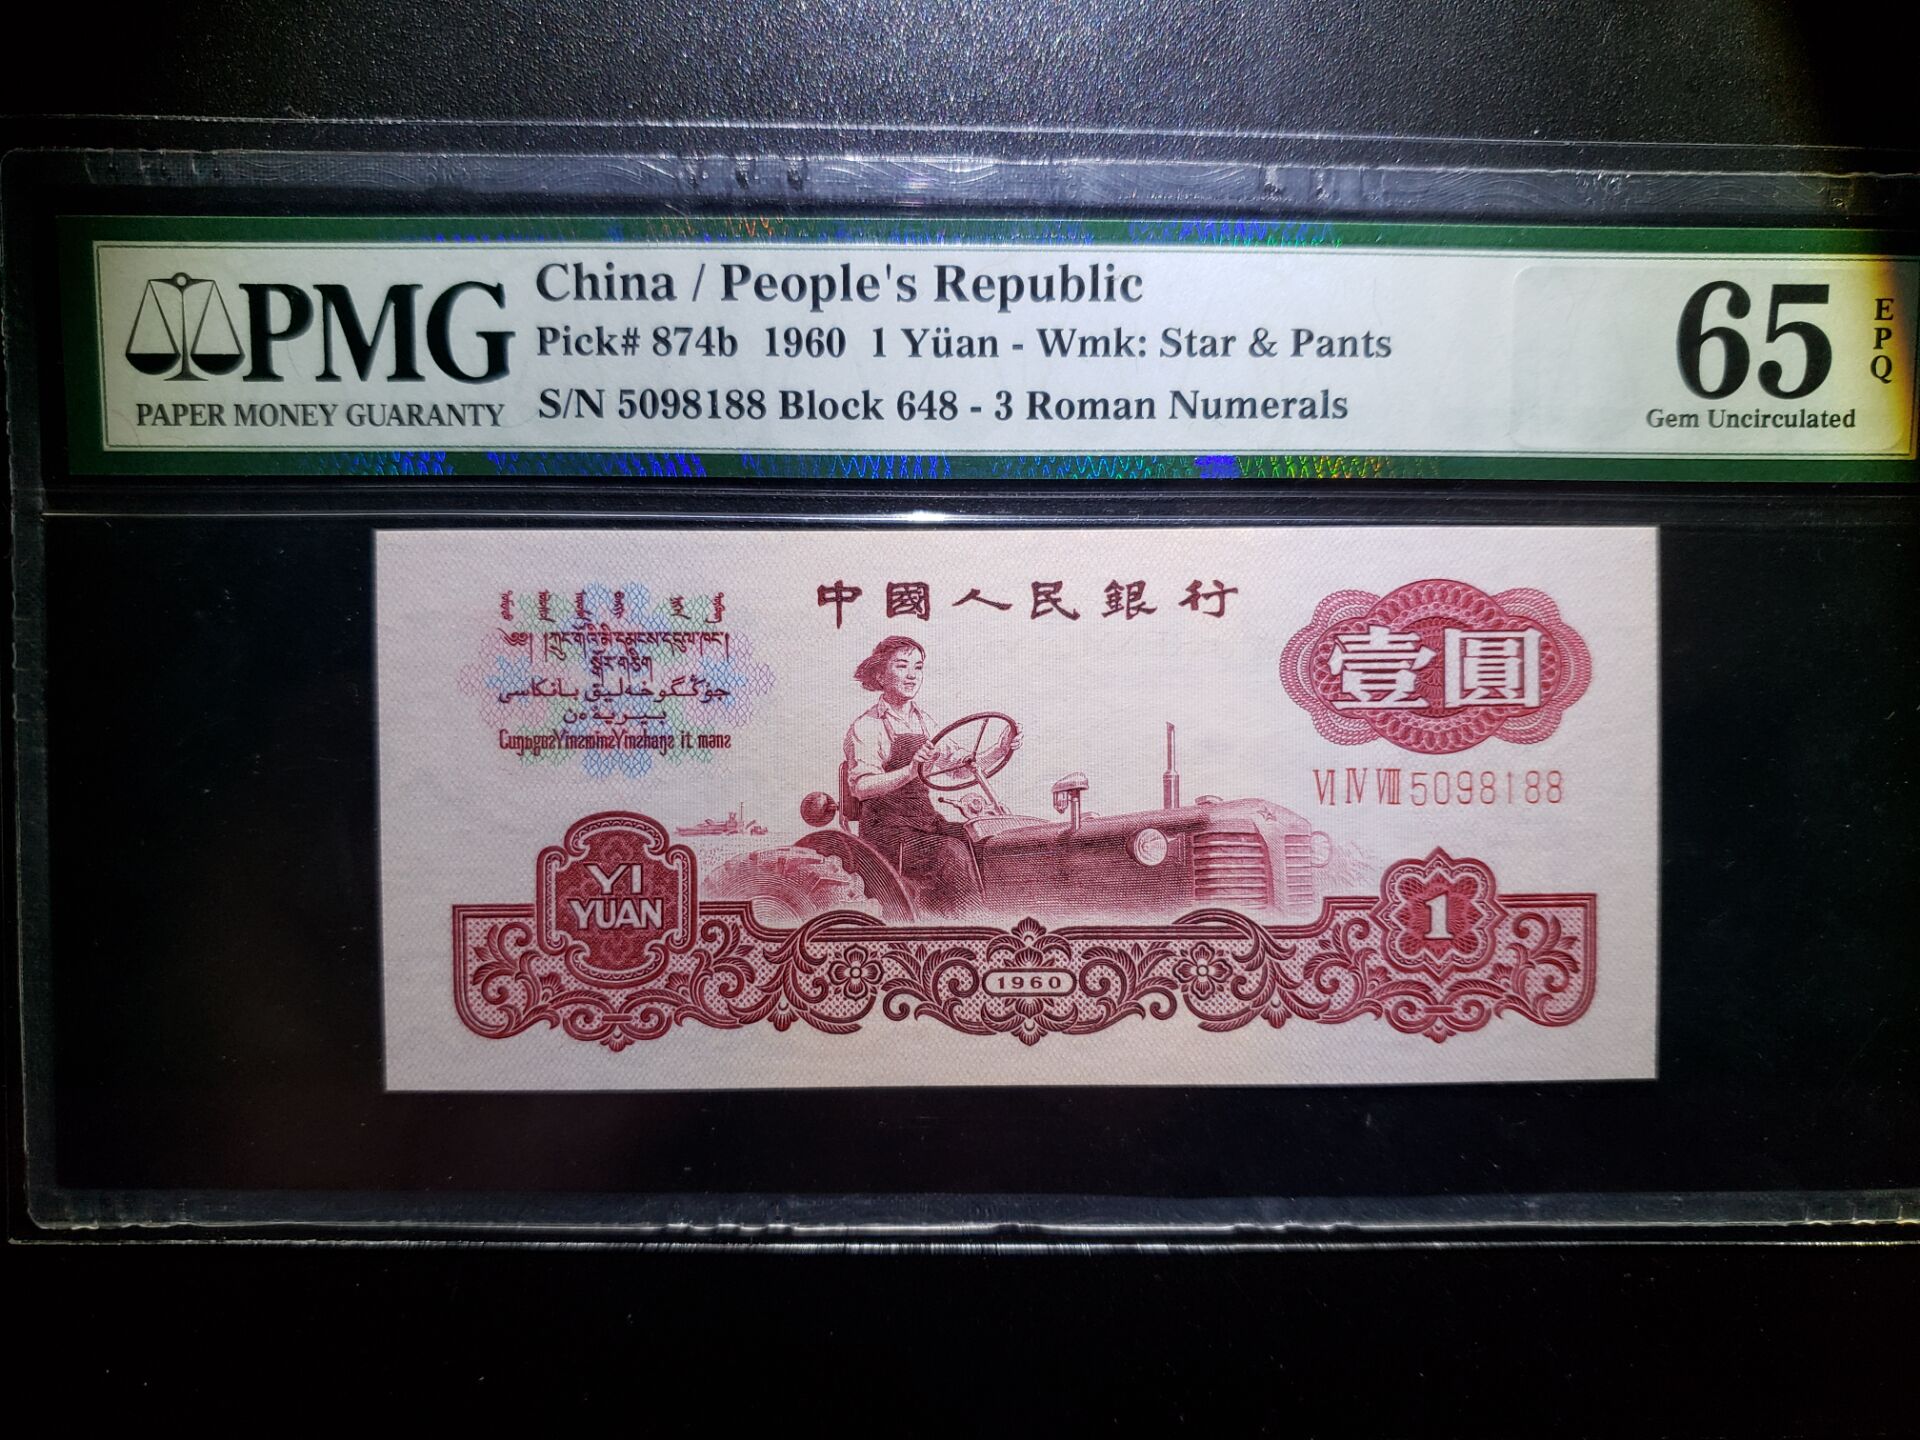 PMG
PAPER MONEY GUARANTY
China / People's Republic
Pick# 874b 1960 1 Yüan - Wmk: Star & Pants
S/N 5098188 Block 648 - 3 Roman Numerals
65
EPQ
Gem Uncirculated
中國人民銀行
壹圓
VI IV VIII 5098188
YI
YUAN
1960
1